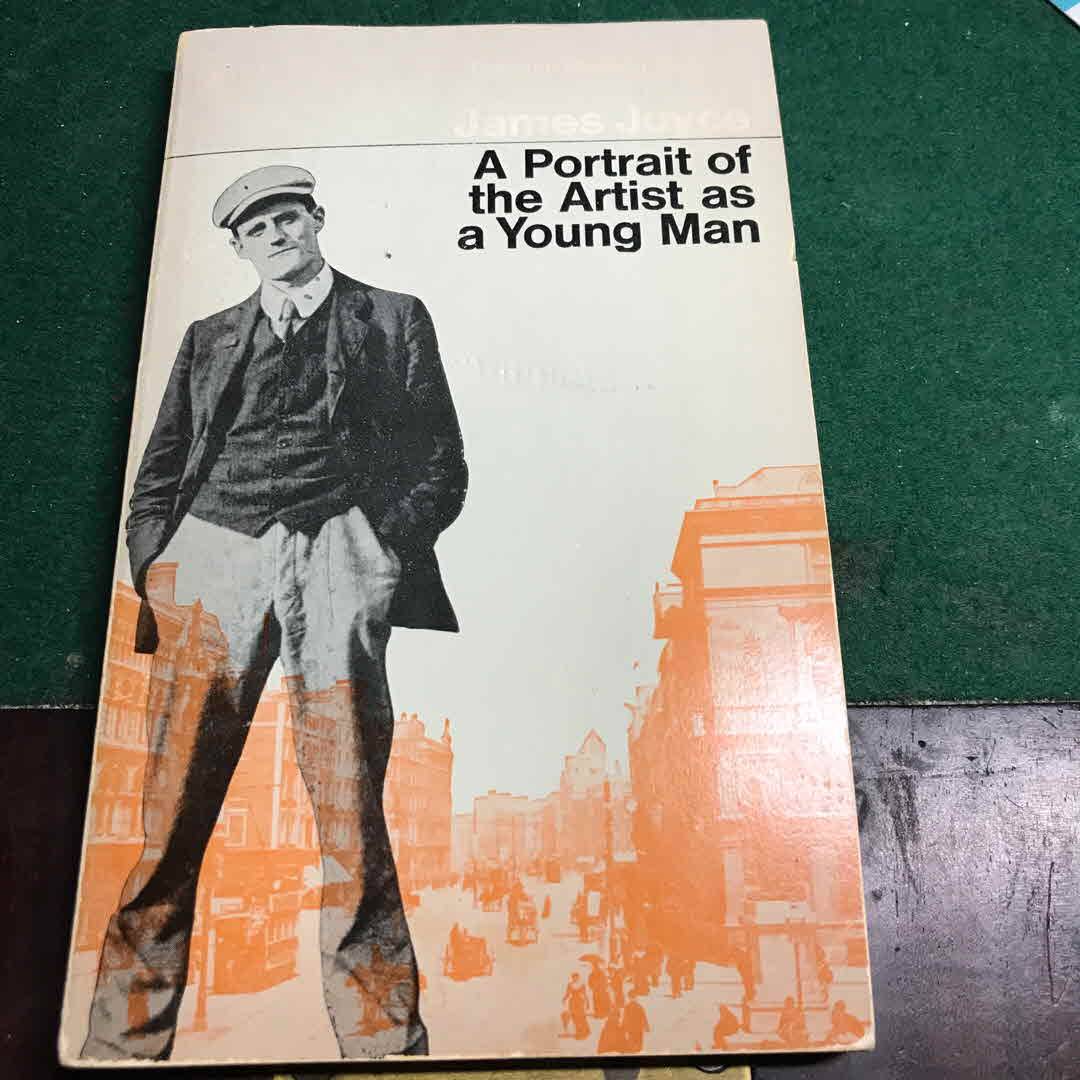 James Joyce
A Portrait of
the Artist as
a Young Man